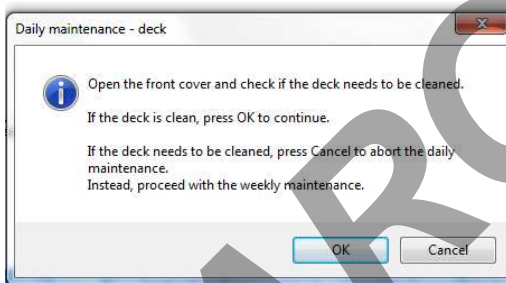 Daily maintenance - deck
Open the front cover and check if the deck needs to be cleaned.
If the deck is clean, press OK to continue.
If the deck needs to be cleaned, press Cancel to abort the daily
maintenance.
Instead, proceed with the weekly maintenance.
OK
Cancel